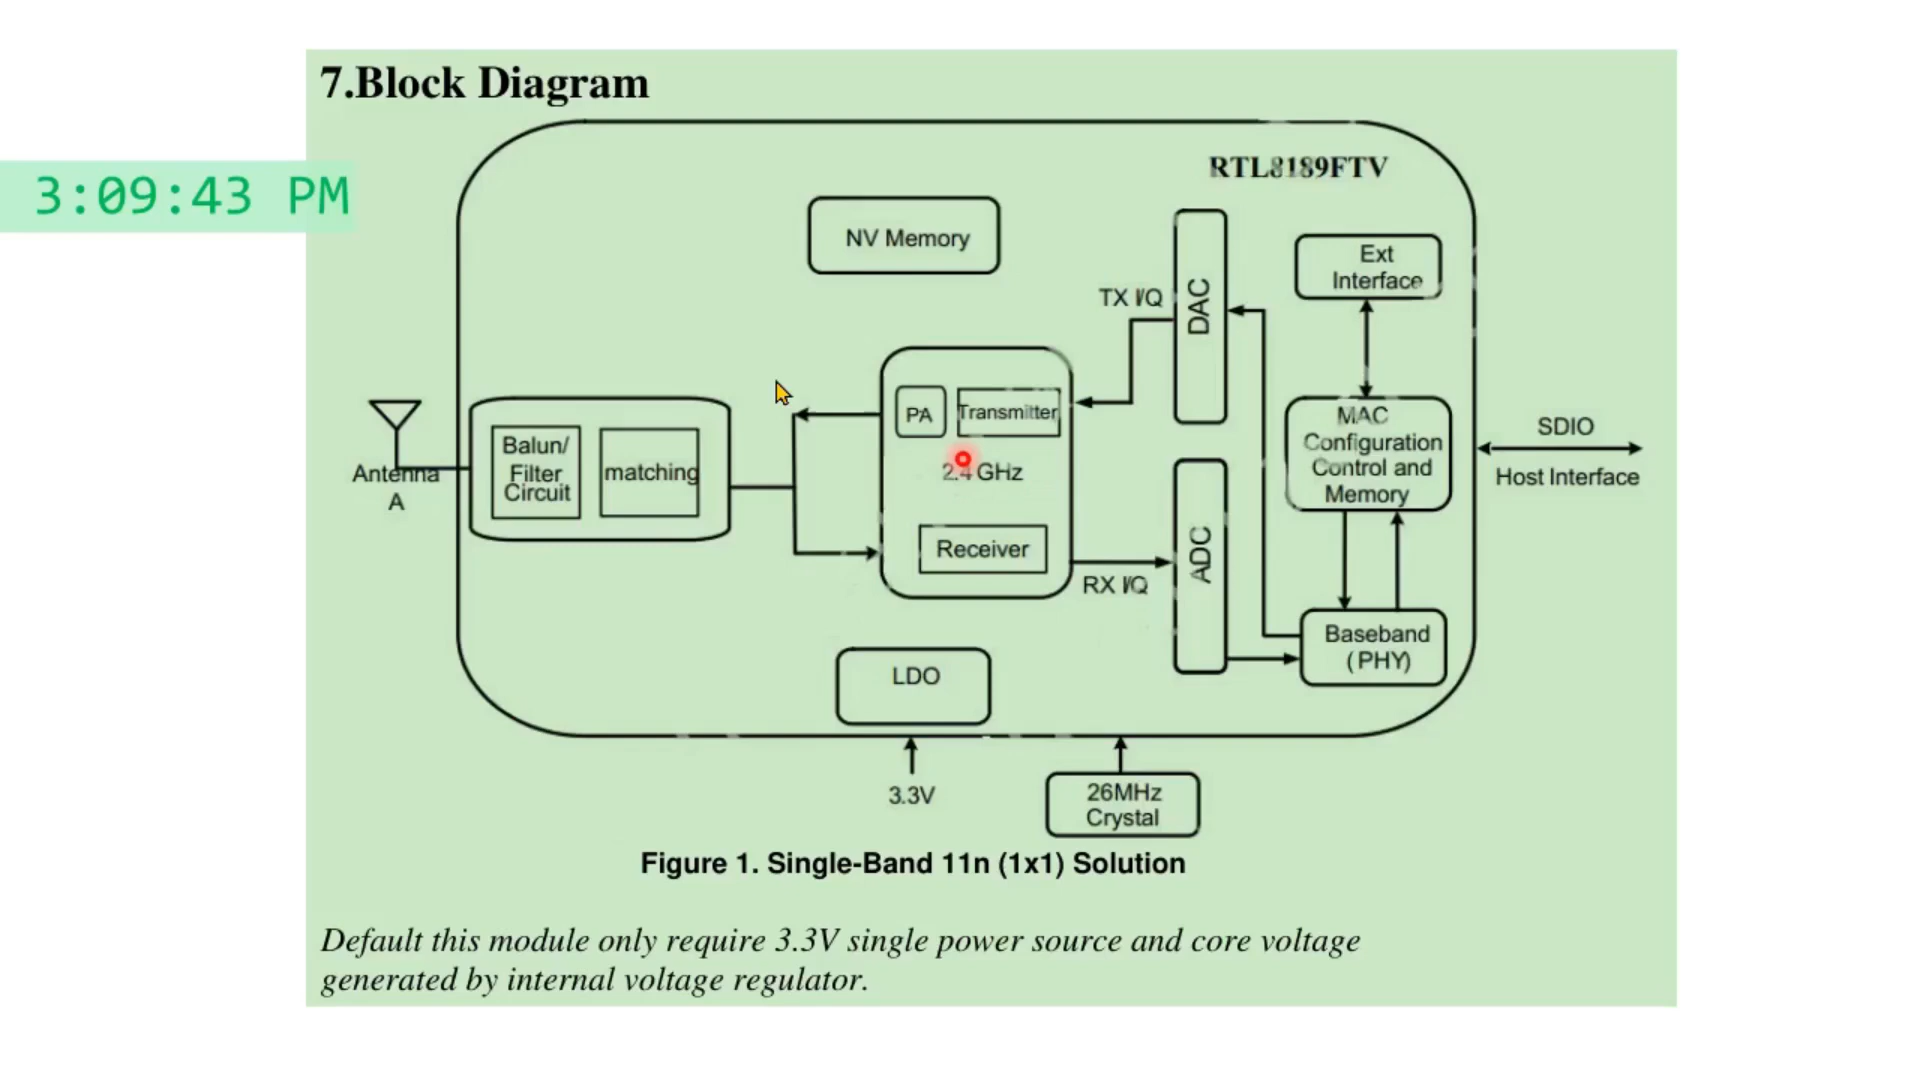 7.Block Diagram
3:09:43 PM
RTL8189FTV
NV Memory
Ext
Interface
TX I/Q
DAC
PA
Transmitter
2.4 GHz
Receiver
MAC
Configuration
Control and
Memory
SDIO
Host Interface
Antenna
A
Balun/
Filter
Circuit
matching
RX I/Q
ADC
Baseband
(PHY)
LDO
3.3V
26MHz
Crystal
Figure 1. Single-Band 11n (1x1) Solution
Default this module only require 3.3V single power source and core voltage
generated by internal voltage regulator.